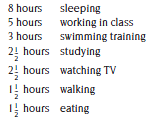 8 hours sleeping
5 hours working in class
3 hours swimming training
2½ hours studying
2½ hours watching TV
1½ hours walking
1½ hours eating